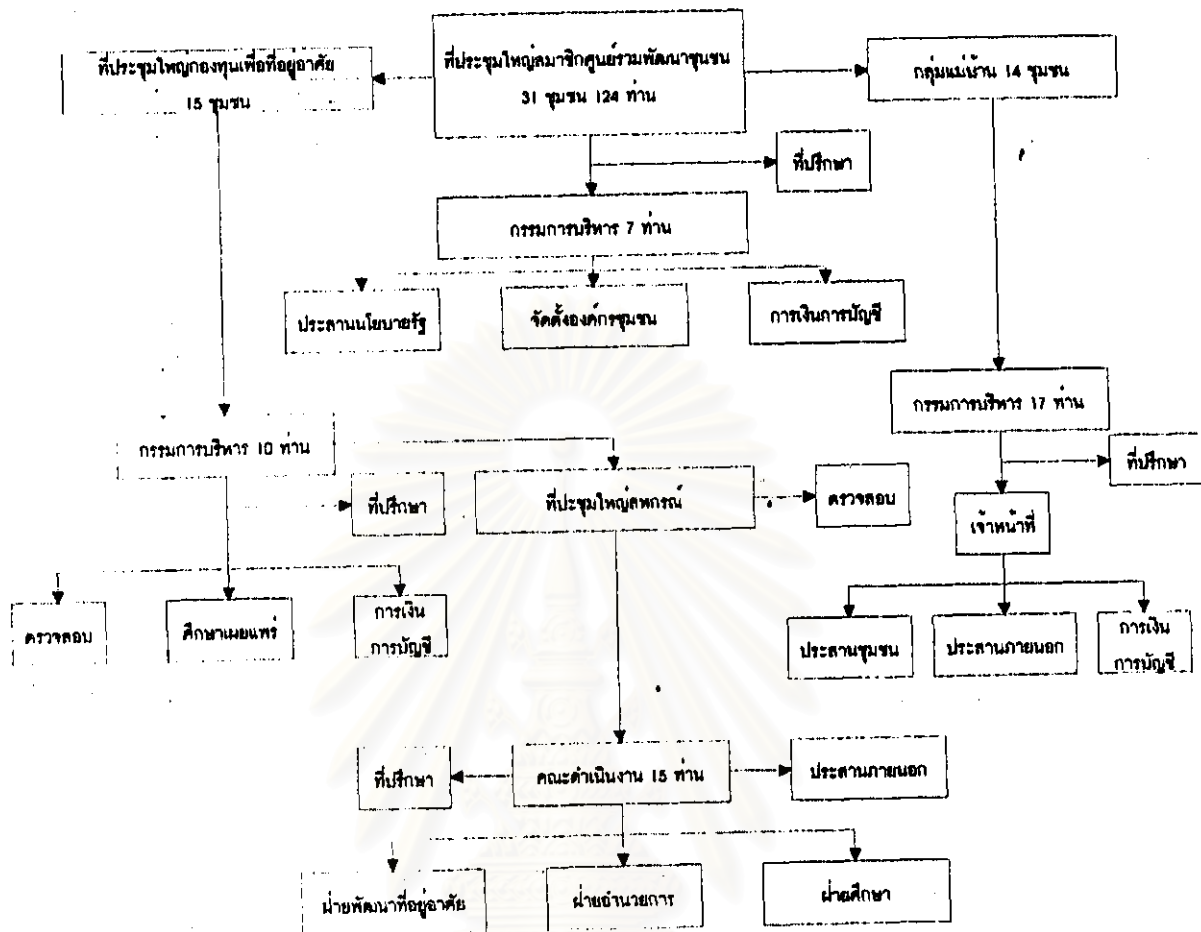 ที่ประชุมใหญ่กองทุนเพื่อที่อยู่อาศัย
15 ชุมชน
ที่ประชุมใหญ่สมาชิกศูนย์รวมพัฒนาชุมชน
31 ชุมชน 124 ท่าน
กลุ่มแม่บ้าน 14 ชุมชน
ที่ปรึกษา
กรรมการบริหาร 7 ท่าน
ประสานนโยบายรัฐ
จัดตั้งองค์กรชุมชน
การเงินการบัญชี
กรรมการบริหาร 17 ท่าน
กรรมการบริหาร 10 ท่าน
ที่ปรึกษา
ที่ปรึกษา
ที่ปะชุมใหญ่สหกรณ์
ตรวจสอบ
เจ้าหน้าที่
ตรวจสอบ
ศึกษาเผยแพร่
การเงิน
การบัญชี
ประสานชุมชน
ประสานภายนอก
การเงิน
การบัญชี
ที่ปรึกษา
คณะดำเนินงาน 15 ท่าน
ประสานภายนอก
ฝ่ายพัฒนาที่อยู่อาศัย
ฝ่ายอำนวยการ
ฝ่ายศึกษา